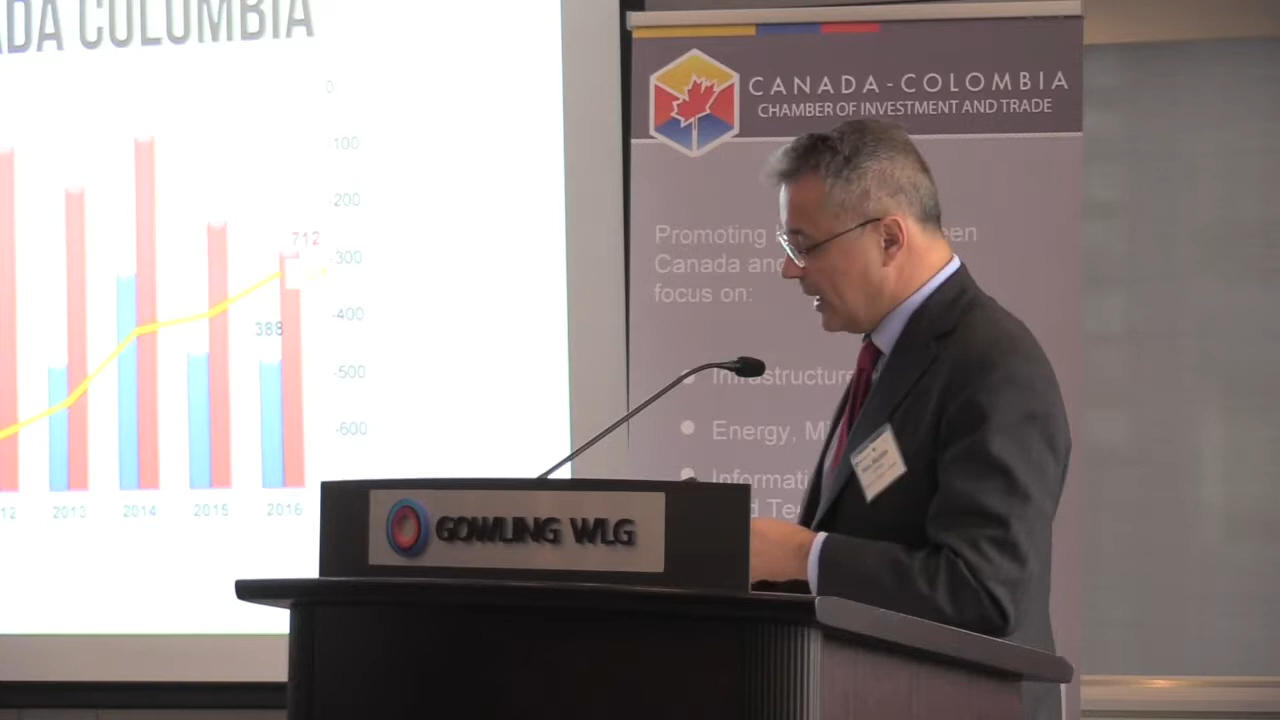 ADA COLOMBIA
0
-100
-200
-300
-400
-500
-600
712
388
12
2013
2014
2015
2016
CANADA-COLOMBIA
CHAMBER OF INVESTMENT AND TRADE
Promoting
Canada and
focus on:
Infrastructure
Energy,
GOWLING WLG